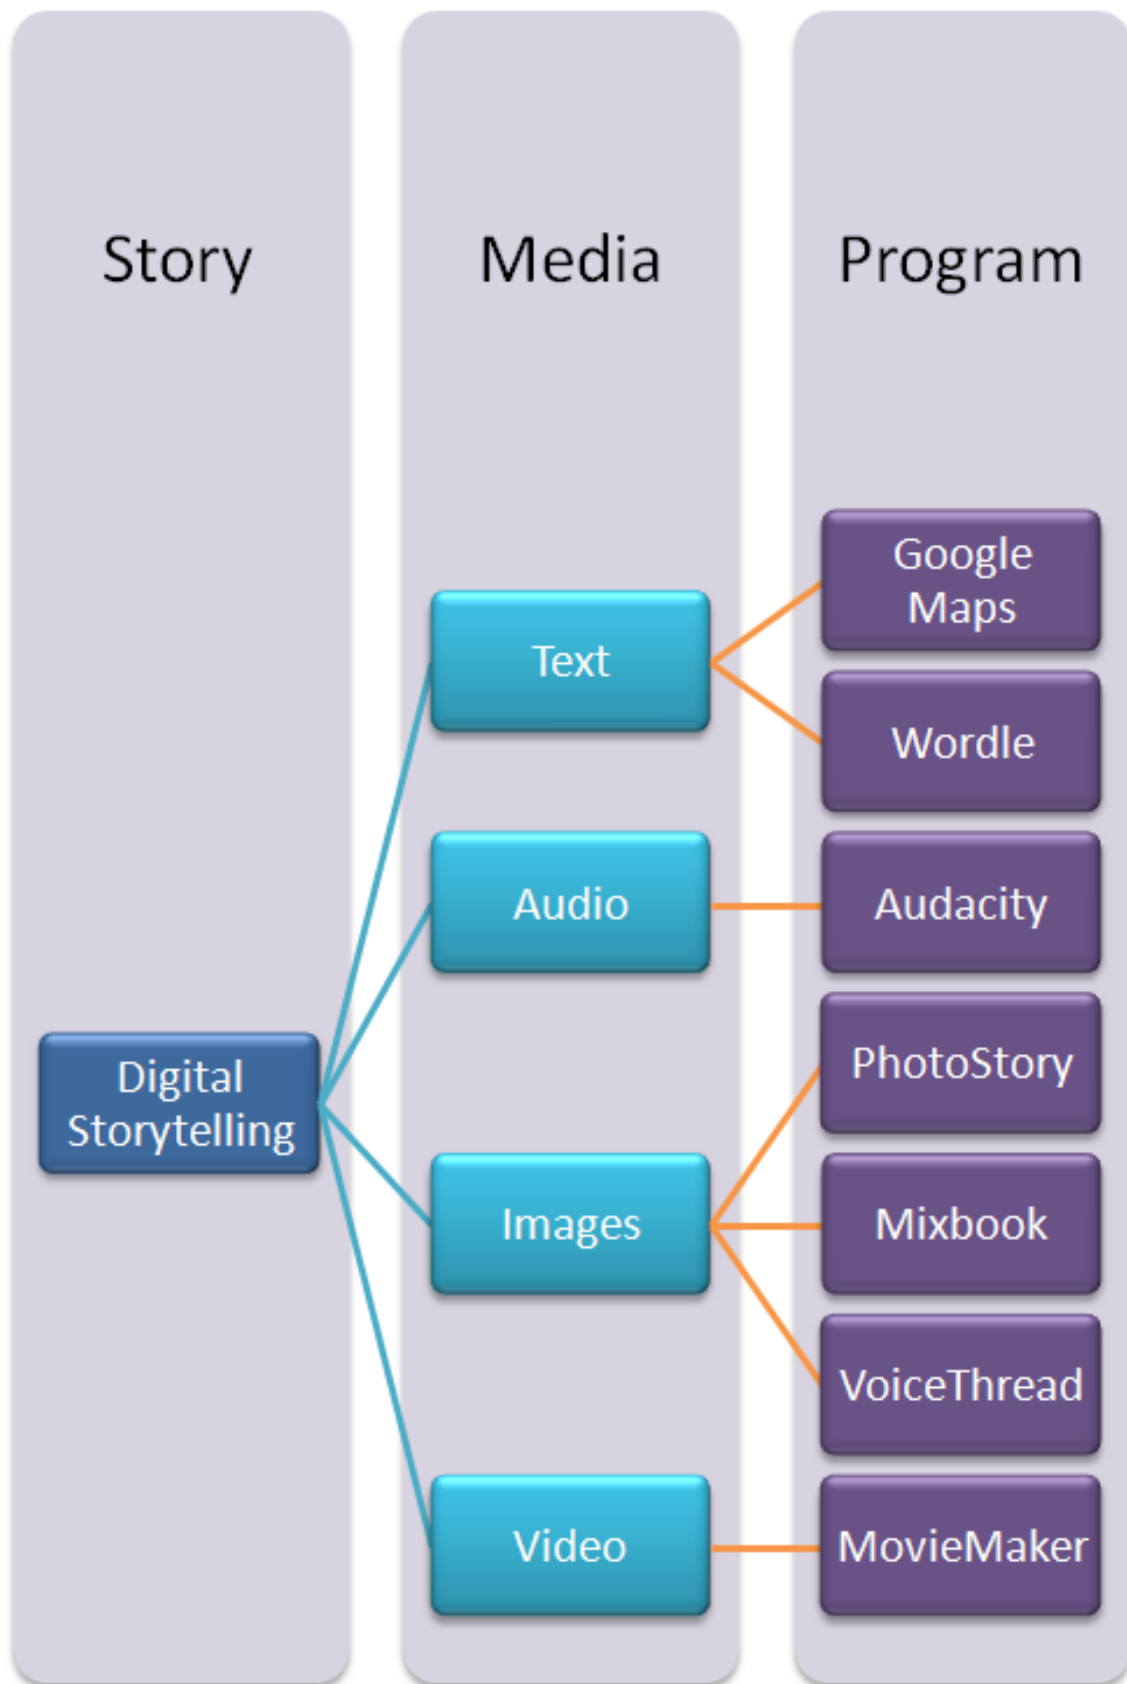 Story
Media
Program
Digital
Storytelling
Text
Audio
Images
Video
Google
Maps
Wordle
Audacity
PhotoStory
Mixbook
VoiceThread
MovieMaker